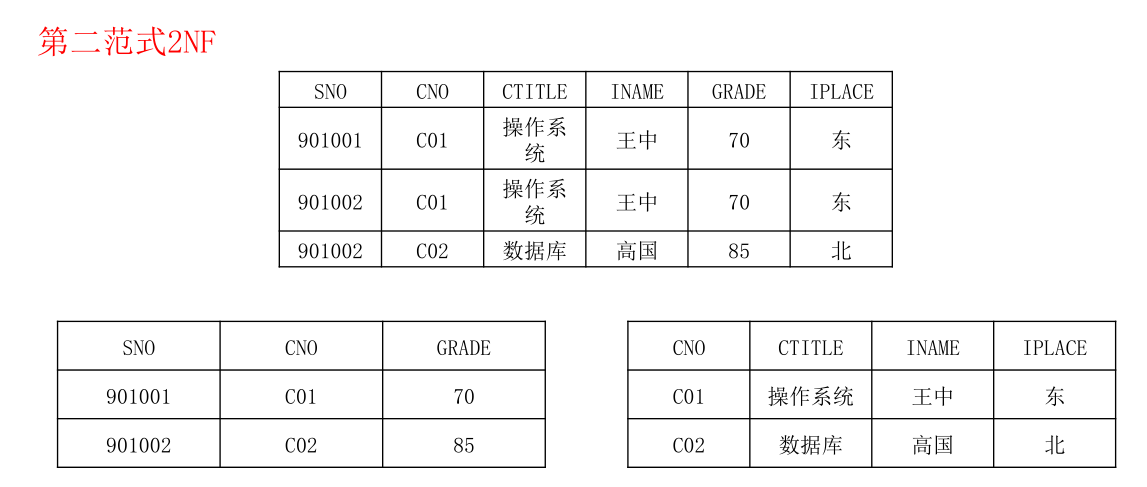 第二范式2NF
SNO CNO CTITLE INAME GRADE IPLACE
901001 C01 操作系统 王中 70 东
901002 C01 操作系统 王中 70 东
901002 C02 数据库 高国 85 北
SNO CNO GRADE
901001 C01 70
901002 C02 85
CNO CTITLE INAME IPLACE
C01 操作系统 王中 东
C02 数据库 高国 北